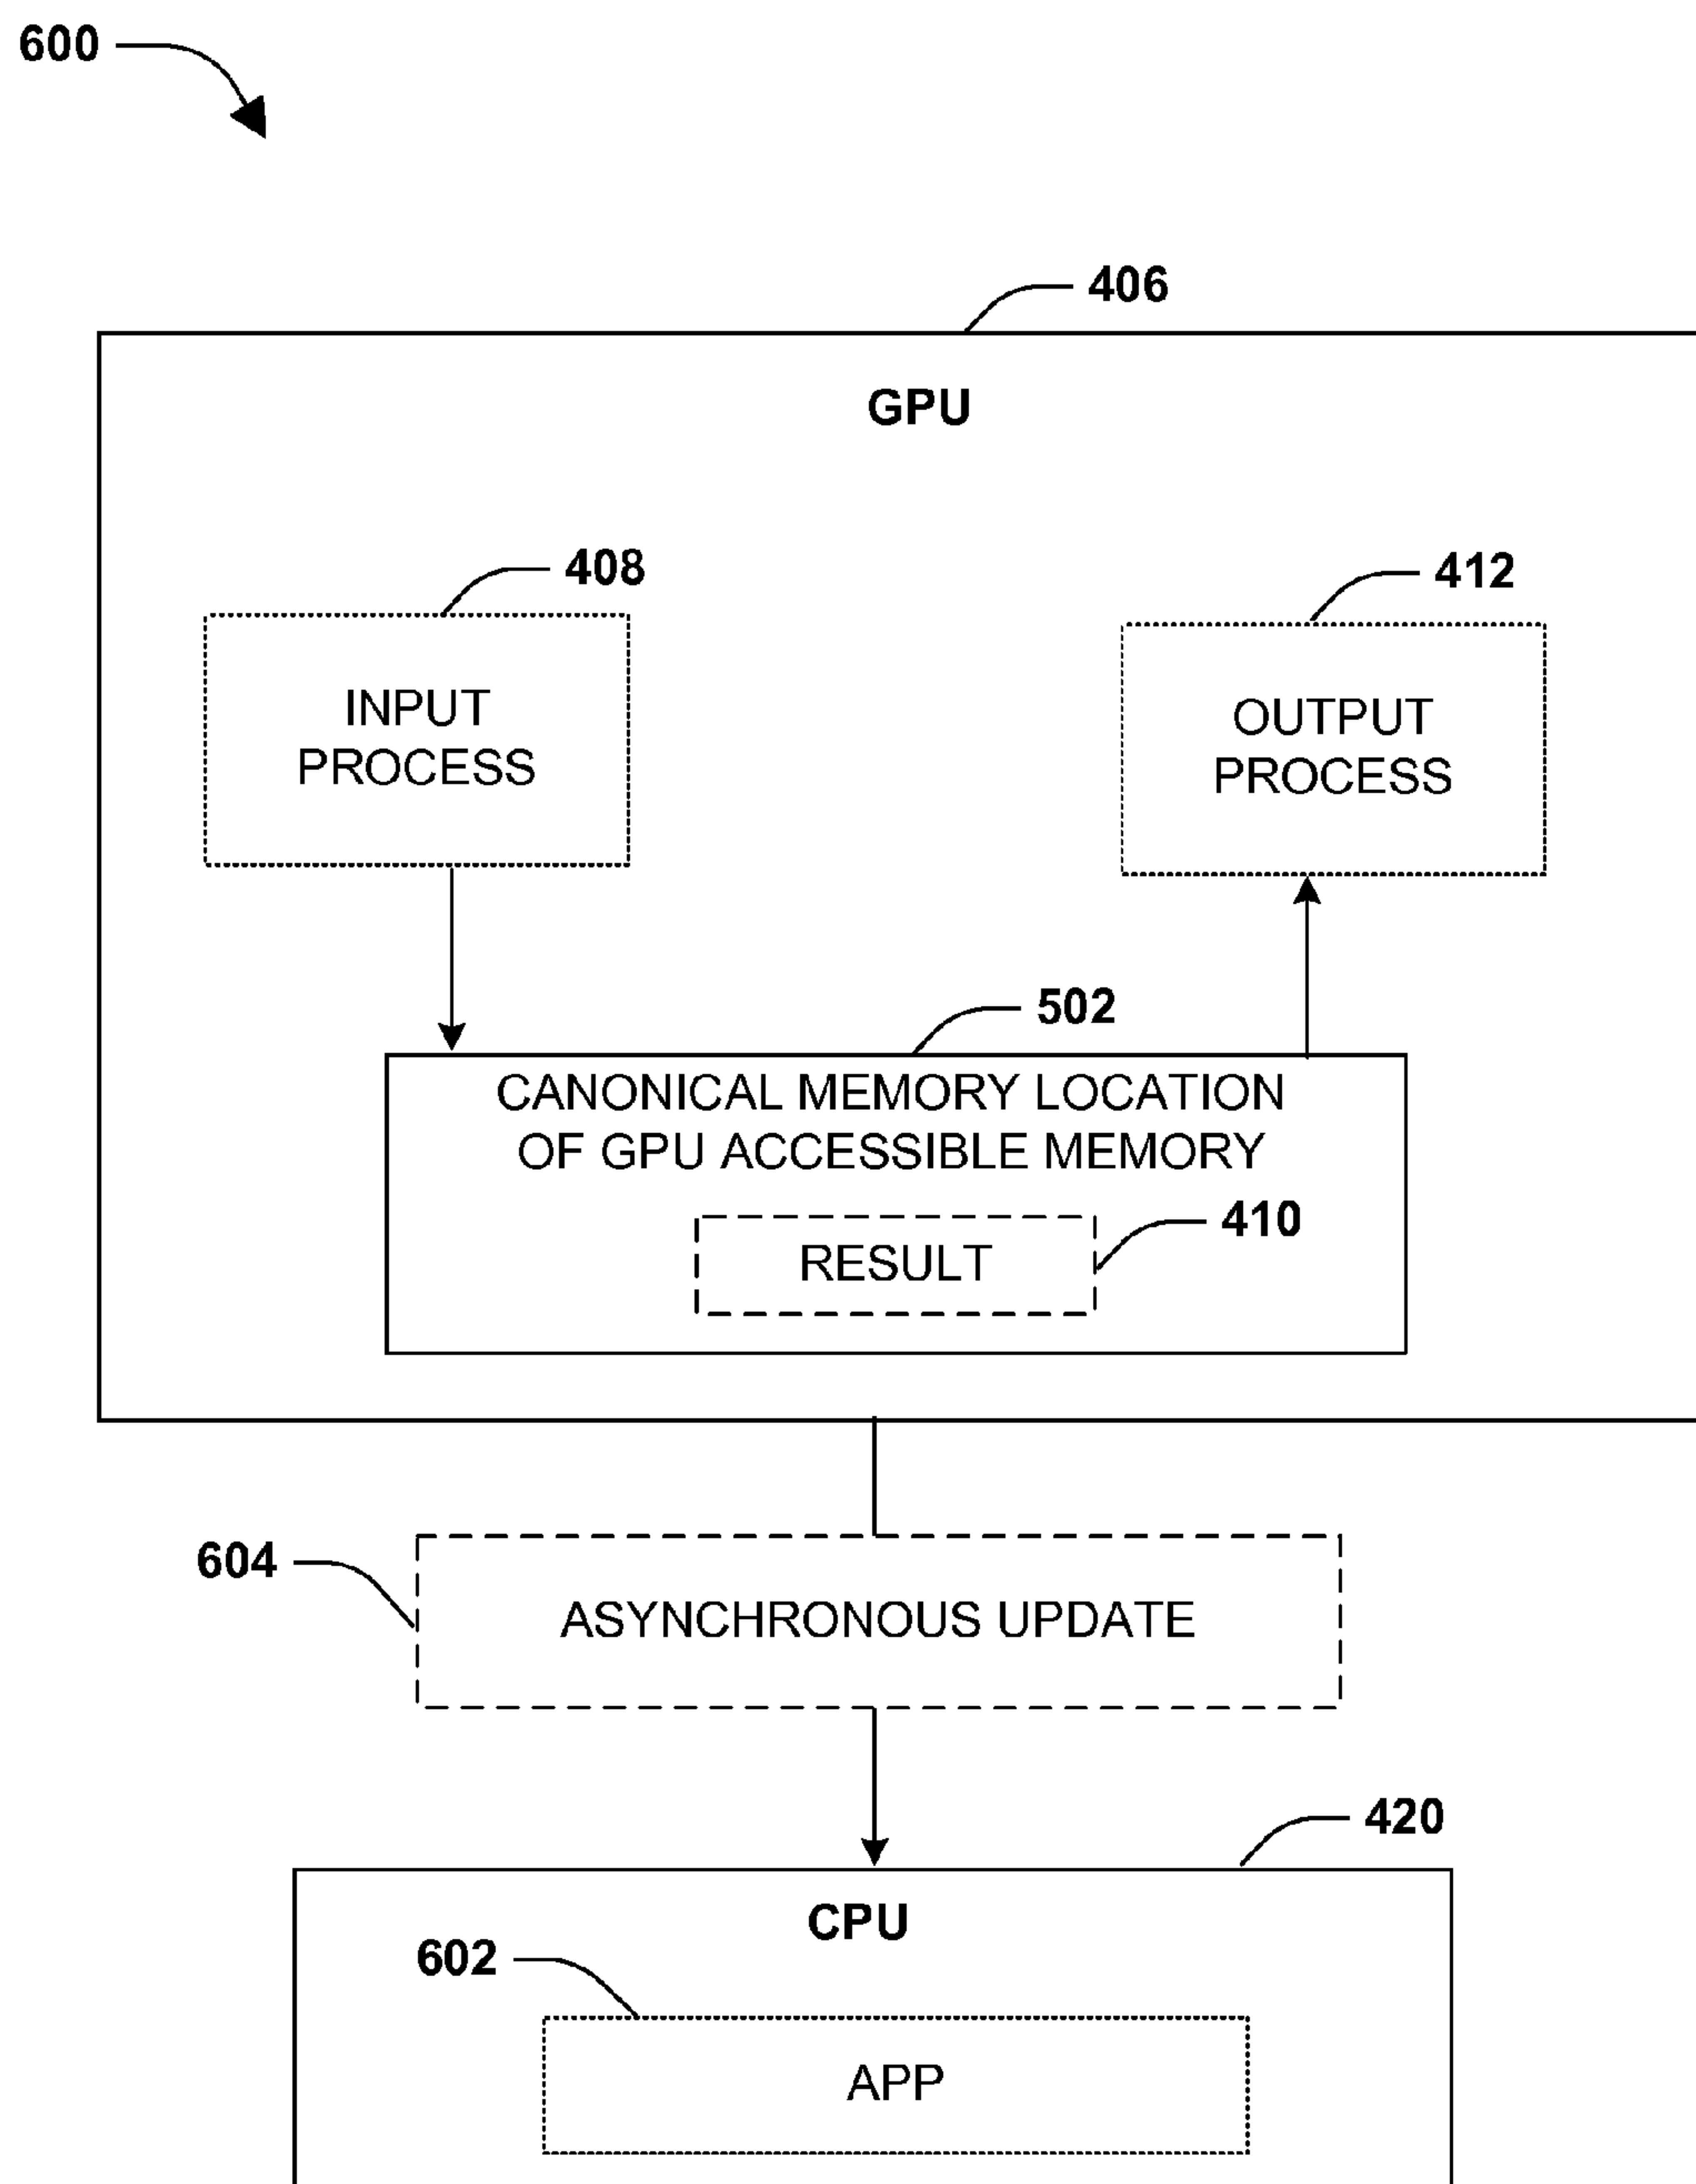 600
406
GPU
408
412
INPUT
PROCESS
OUTPUT
PROCESS
502
CANONICAL MEMORY LOCATION
OF GPU ACCESSIBLE MEMORY
410
RESULT
604
ASYNCHRONOUS UPDATE
420
CPU
602
APP